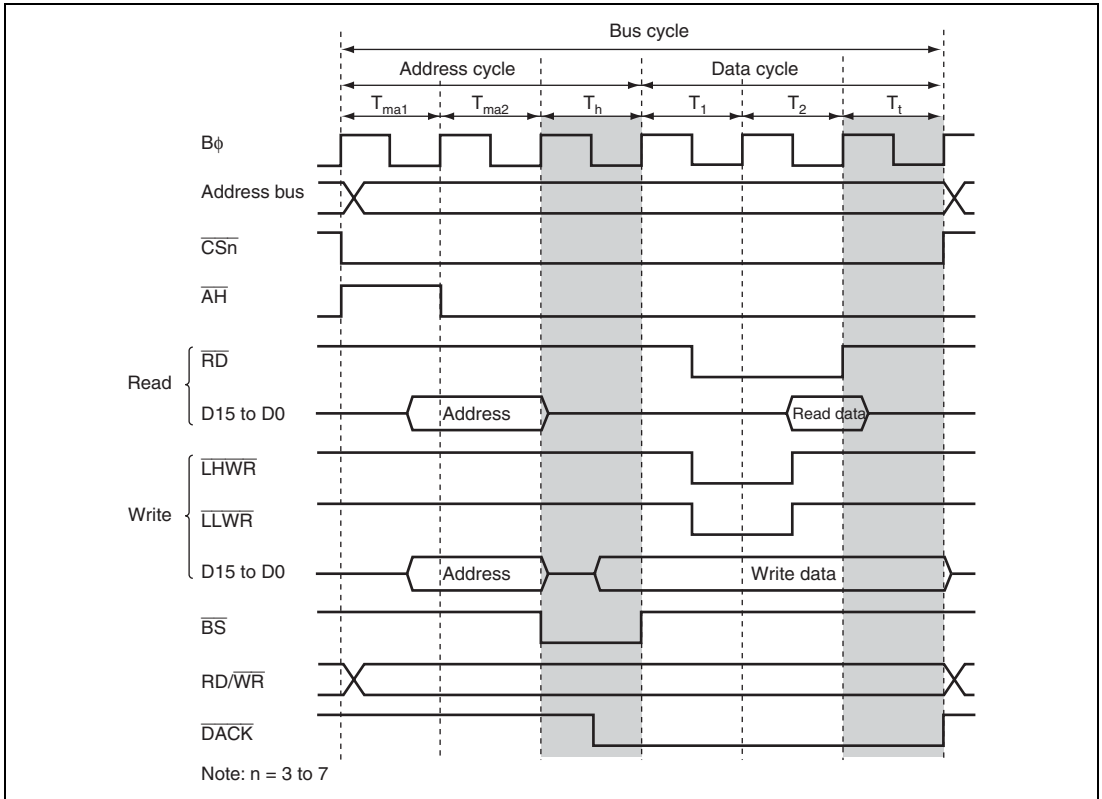 Bus cycle
Address cycle Data cycle
Tma1 Tma2 Th T1 T2 Tt
Bϕ
Address bus
CSn
AH
Read
RD
D15 to D0 Address Read data
Write
LHWR
LLWR
D15 to D0 Address Write data
BS
RD/WR
DACK
Note: n = 3 to 7